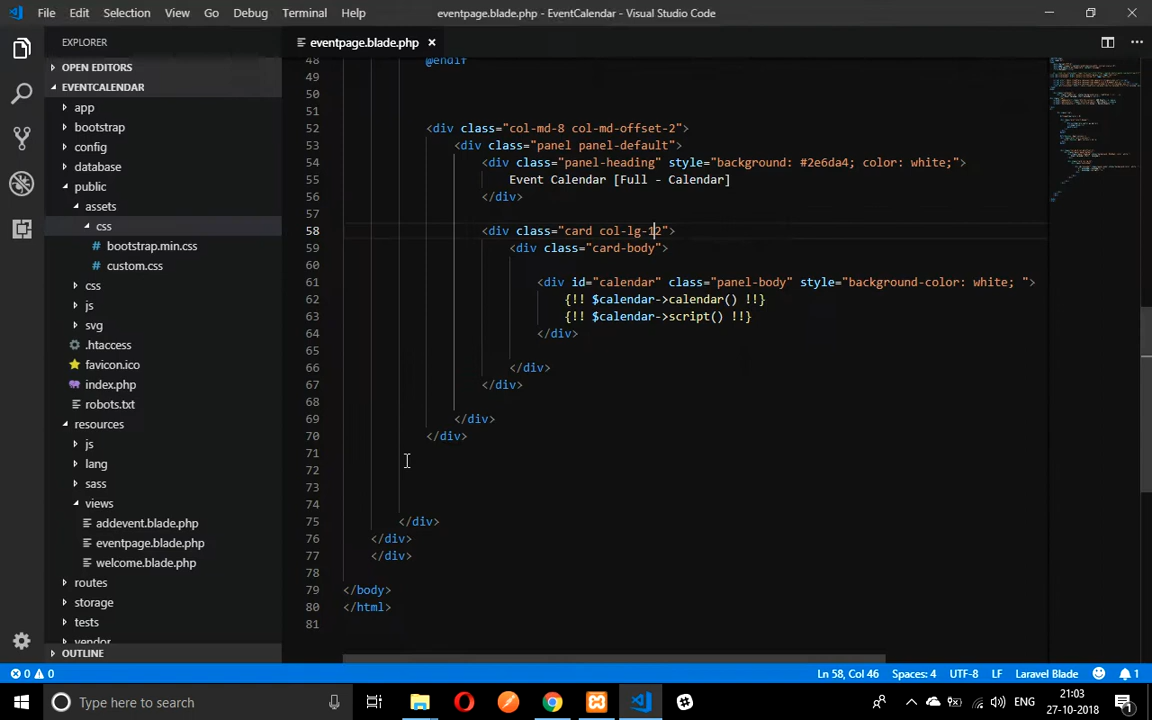 File Edit Selection View Go Debug Terminal Help
eventpage.blade.php - EventCalendar - Visual Studio Code
EXPLORER
OPEN EDITORS
EVENTCALENDAR
app
bootstrap
config
database
public
assets
css
bootstrap.min.css
custom.css
css
js
svg
.htaccess
favicon.ico
index.php
robots.txt
resources
js
lang
sass
views
addevent.blade.php
eventpage.blade.php
welcome.blade.php
routes
storage
tests
vendor
OUTLINE
eventpage.blade.php
48 @endif
49
50
51
52 <div class="col-md-8 col-md-offset-2">
53 <div class="panel panel-default">
54 <div class="panel-heading" style="background: #2e6da4; color: white;">
55 Event Calendar [Full - Calendar]
56 </div>
57
58 <div class="card col-lg-12">
59 <div class="card-body">
60
61 <div id="calendar" class="panel-body" style="background-color: white; ">
62 {!! $calendar->calendar() !!}
63 {!! $calendar->script() !!}
64 </div>
65
66 </div>
67 </div>
68
69 </div>
70 </div>
71
72
73
74
75 </div>
76 </div>
77 </div>
78
79 </body>
80 </html>
81
0 0
Ln 58, Col 46 Spaces: 4 UTF-8 LF Laravel Blade 1
Type here to search
ENG
21:03
27-10-2018
1